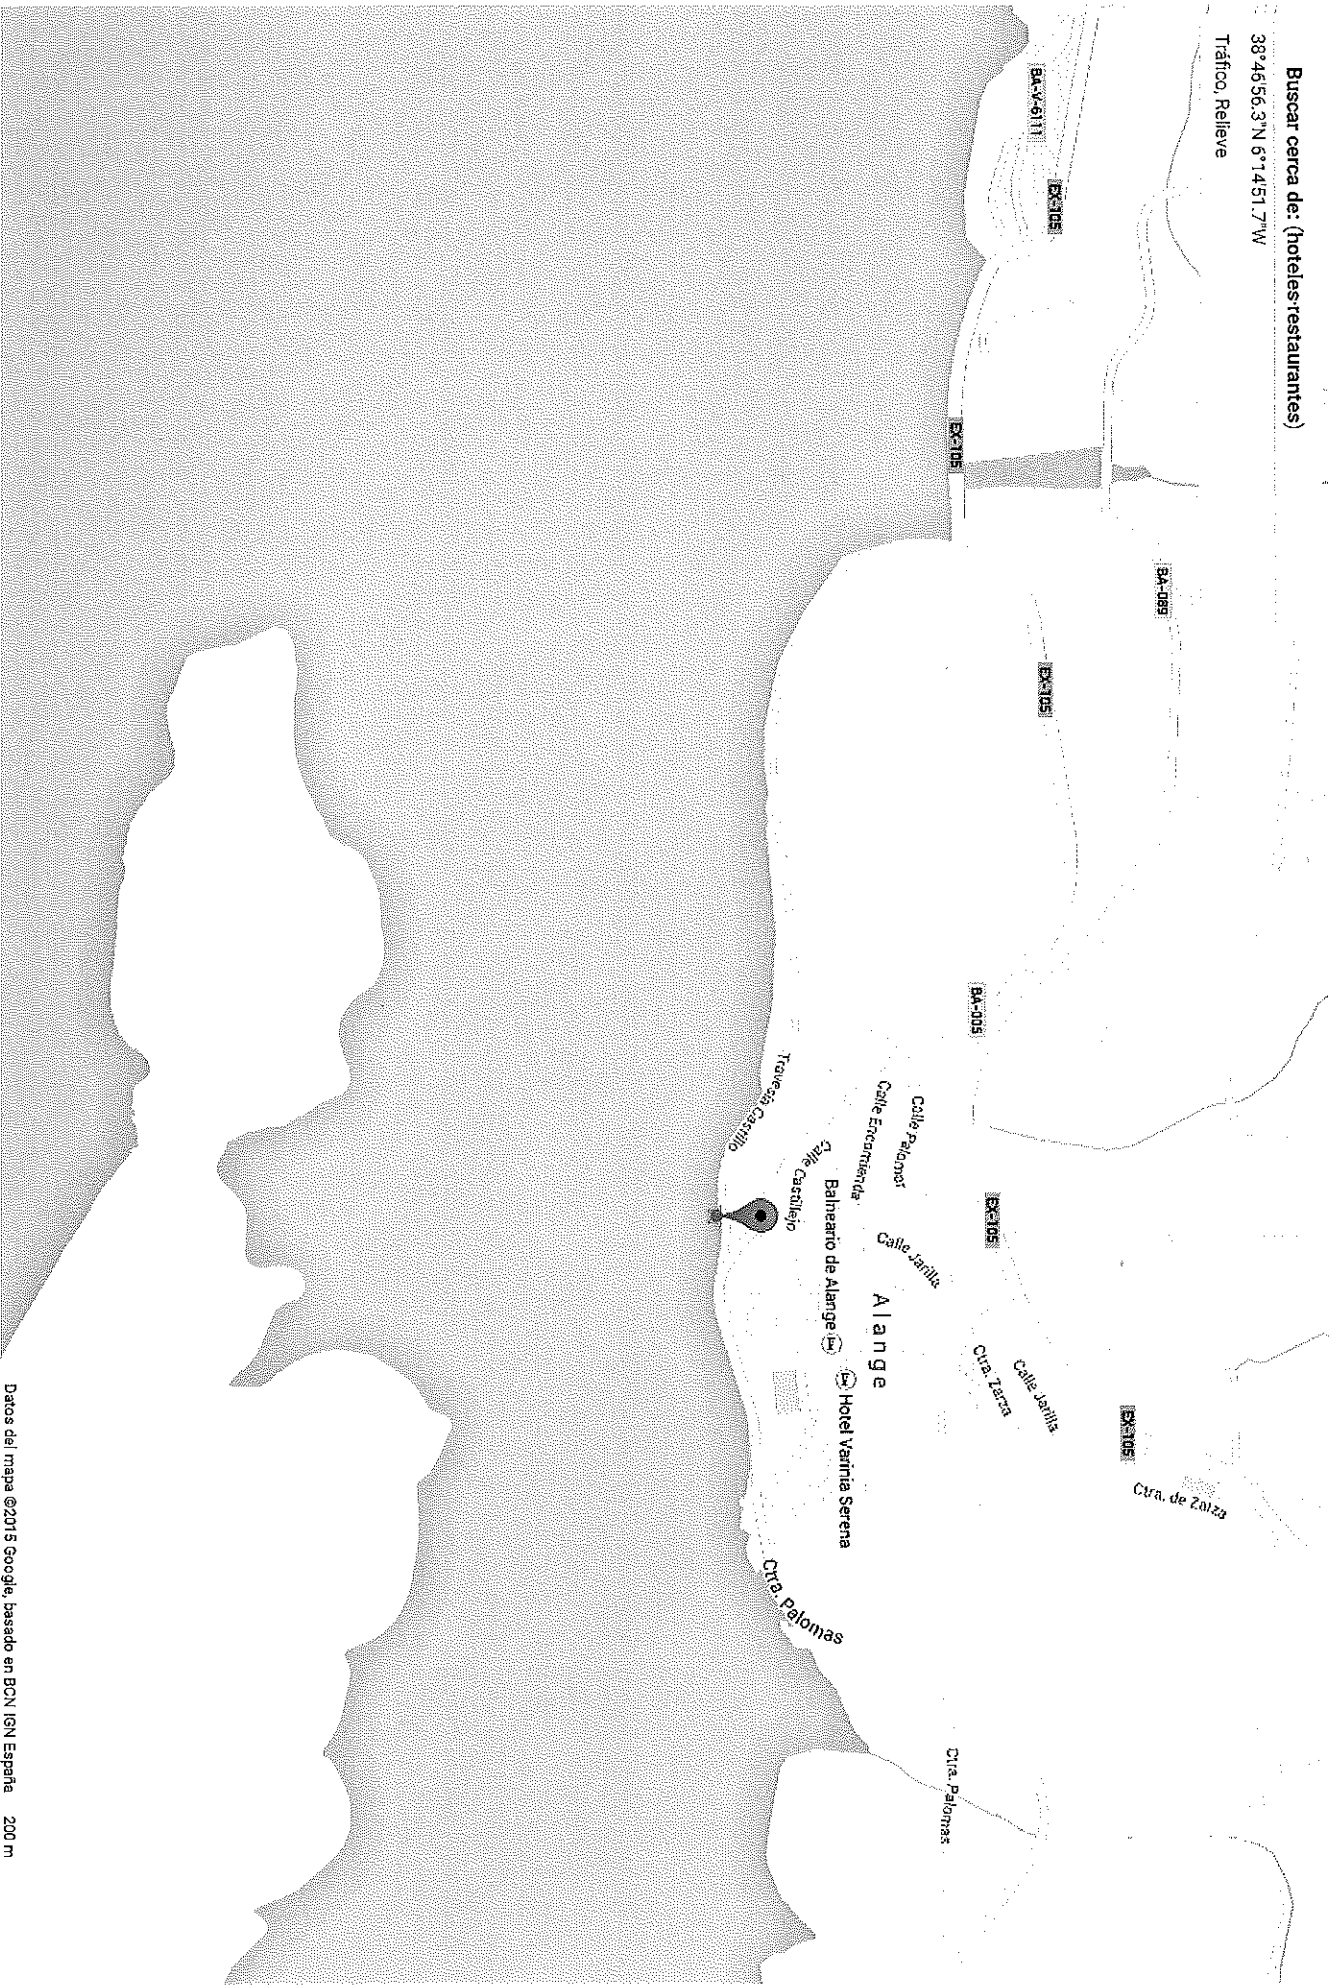 Buscar cerca de: (hoteles·restaurantes)
38°46'56.3"N 6°14'51.7"W
Tráfico, Relieve
BA-V-6111
EX-105
EX-105
BA-089
EX-105
BA-005
Travesía Castillo
Calle Castillejo
Calle Encomienda
Calle Palomar
EX-105
Calle Jarilla
Balneario de Alange
Alange
Hotel Varinia Serena
Ctra. Zarza
Calle Jarilla
EX-105
Ctra. de Zarza
Ctra. Palomas
Ctra. Palomas
Datos del mapa ©2015 Google, basado en BCN IGN España 200 m